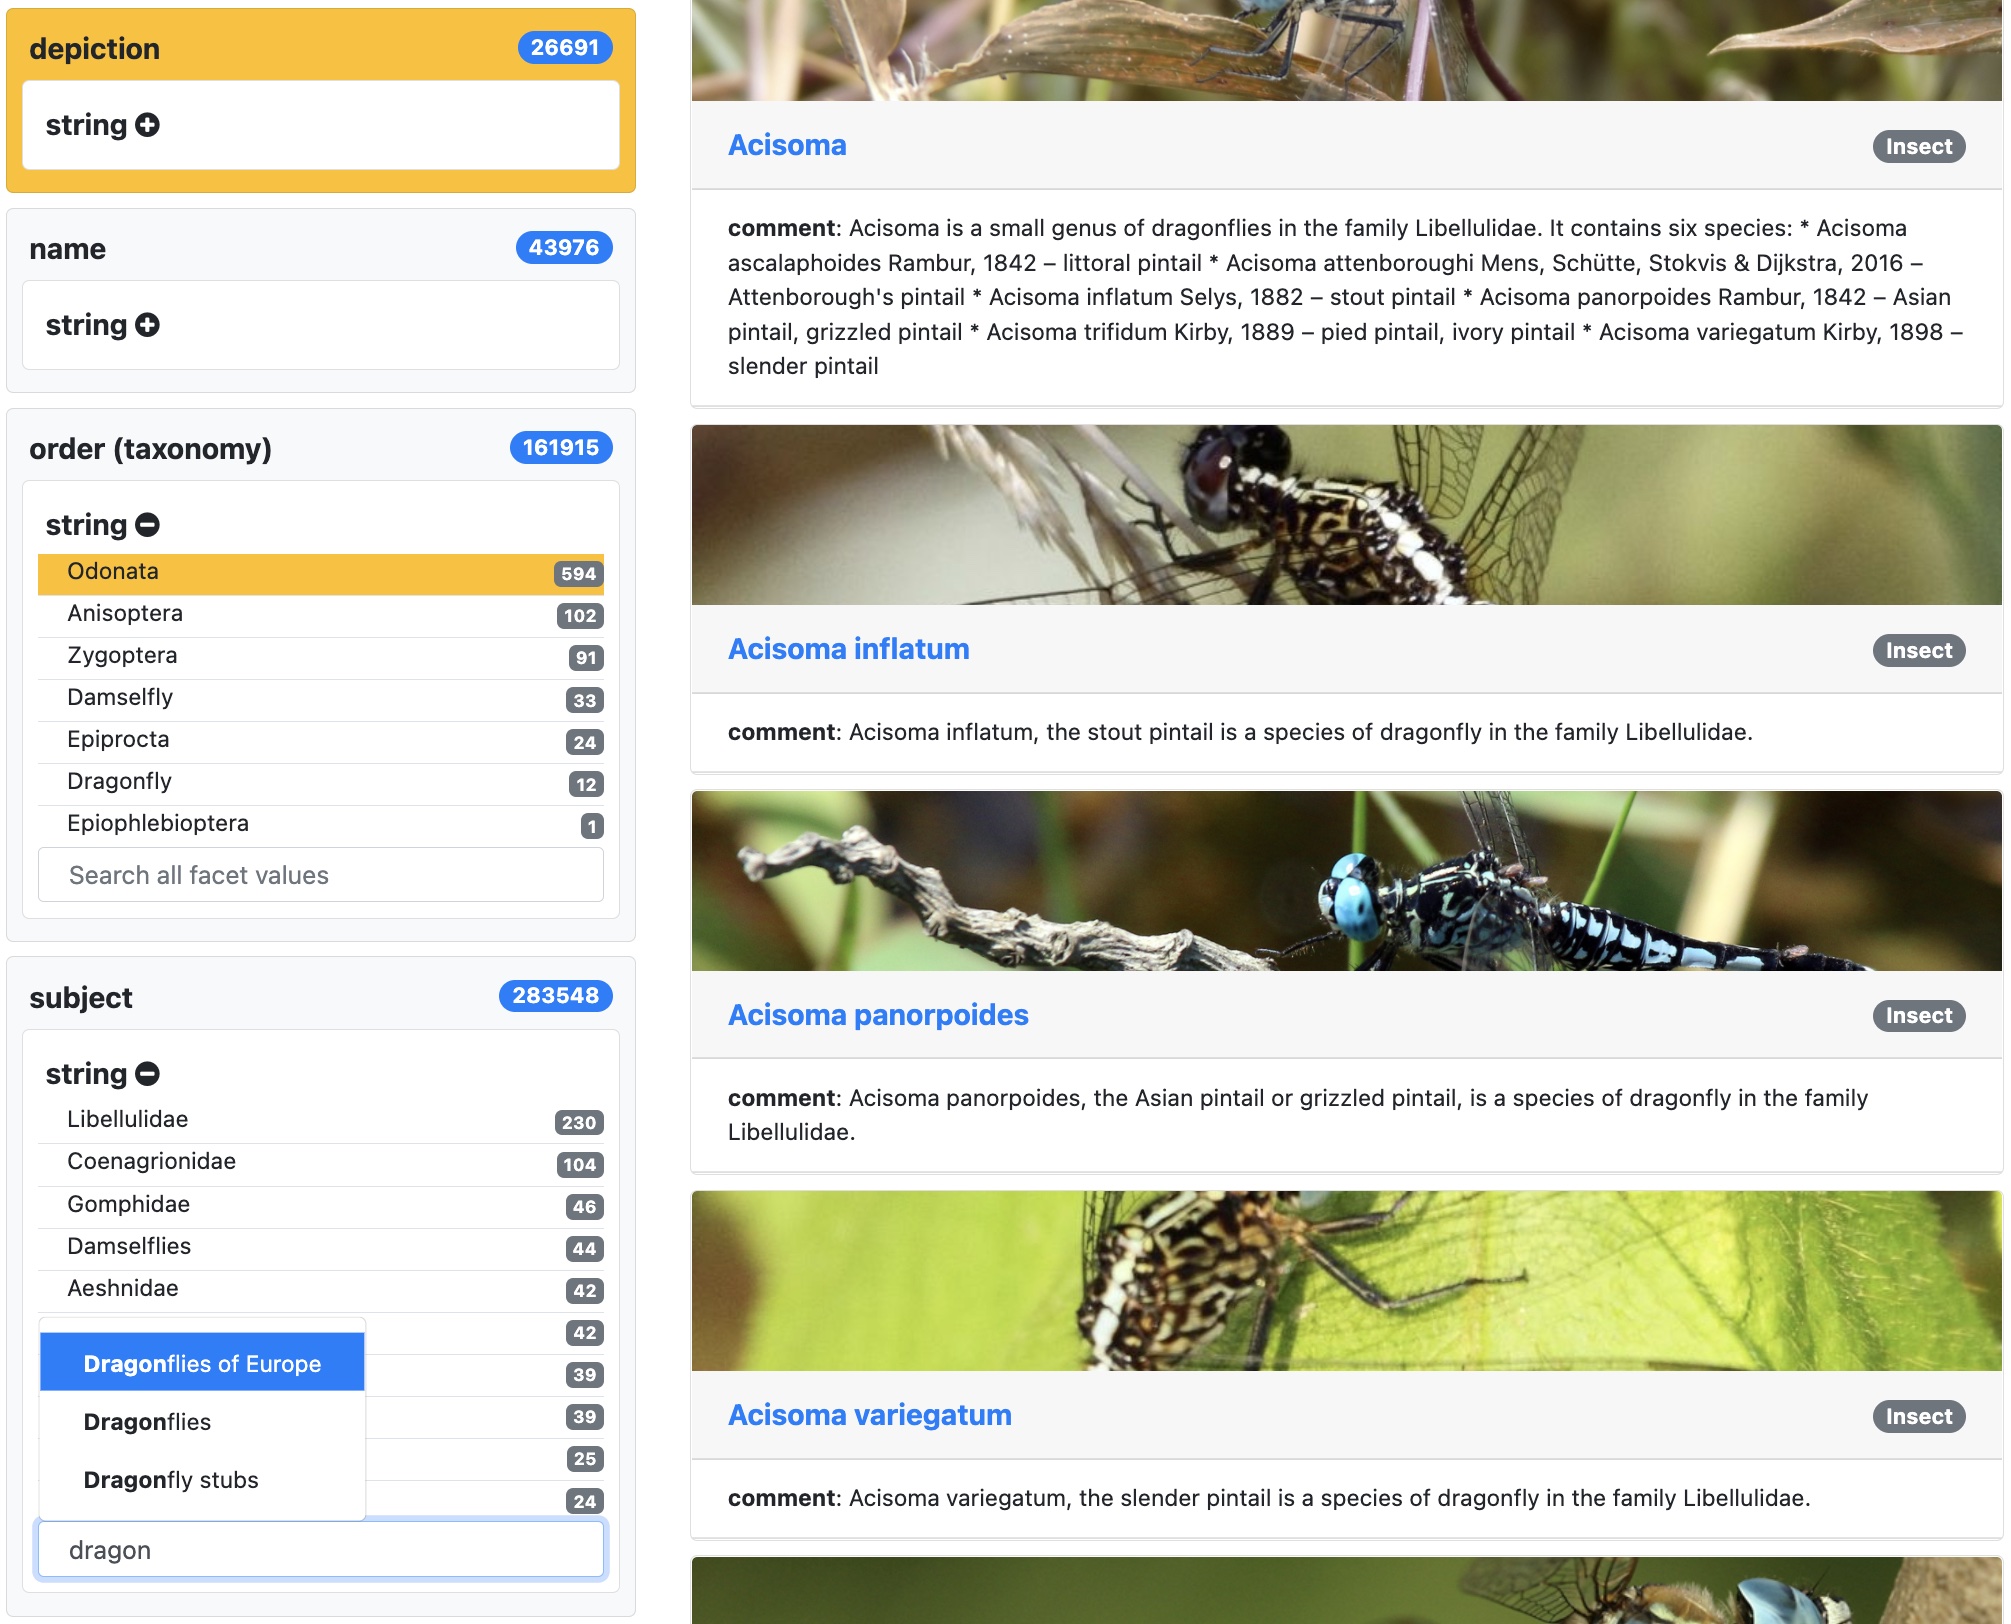 depiction 26691
string
name 43976
string
order (taxonomy) 161915
string
Odonata 594
Anisoptera 102
Zygoptera 91
Damselfly 33
Epiprocta 24
Dragonfly 12
Epiophlebioptera 1
Search all facet values
subject 283548
string
Libellulidae 230
Coenagrionidae 104
Gomphidae 46
Damselflies 44
Aeshnidae 42
42
Dragonflies of Europe
39
Dragonflies
39
25
Dragonfly stubs
24
dragon
Acisoma Insect
comment: Acisoma is a small genus of dragonflies in the family Libellulidae. It contains six species: * Acisoma
ascalaphoides Rambur, 1842 – littoral pintail * Acisoma attenboroughi Mens, Schütte, Stokvis & Dijkstra, 2016 –
Attenborough's pintail * Acisoma inflatum Selys, 1882 – stout pintail * Acisoma panorpoides Rambur, 1842 – Asian
pintail, grizzled pintail * Acisoma trifidum Kirby, 1889 – pied pintail, ivory pintail * Acisoma variegatum Kirby, 1898 –
slender pintail
Acisoma inflatum Insect
comment: Acisoma inflatum, the stout pintail is a species of dragonfly in the family Libellulidae.
Acisoma panorpoides Insect
comment: Acisoma panorpoides, the Asian pintail or grizzled pintail, is a species of dragonfly in the family
Libellulidae.
Acisoma variegatum Insect
comment: Acisoma variegatum, the slender pintail is a species of dragonfly in the family Libellulidae.